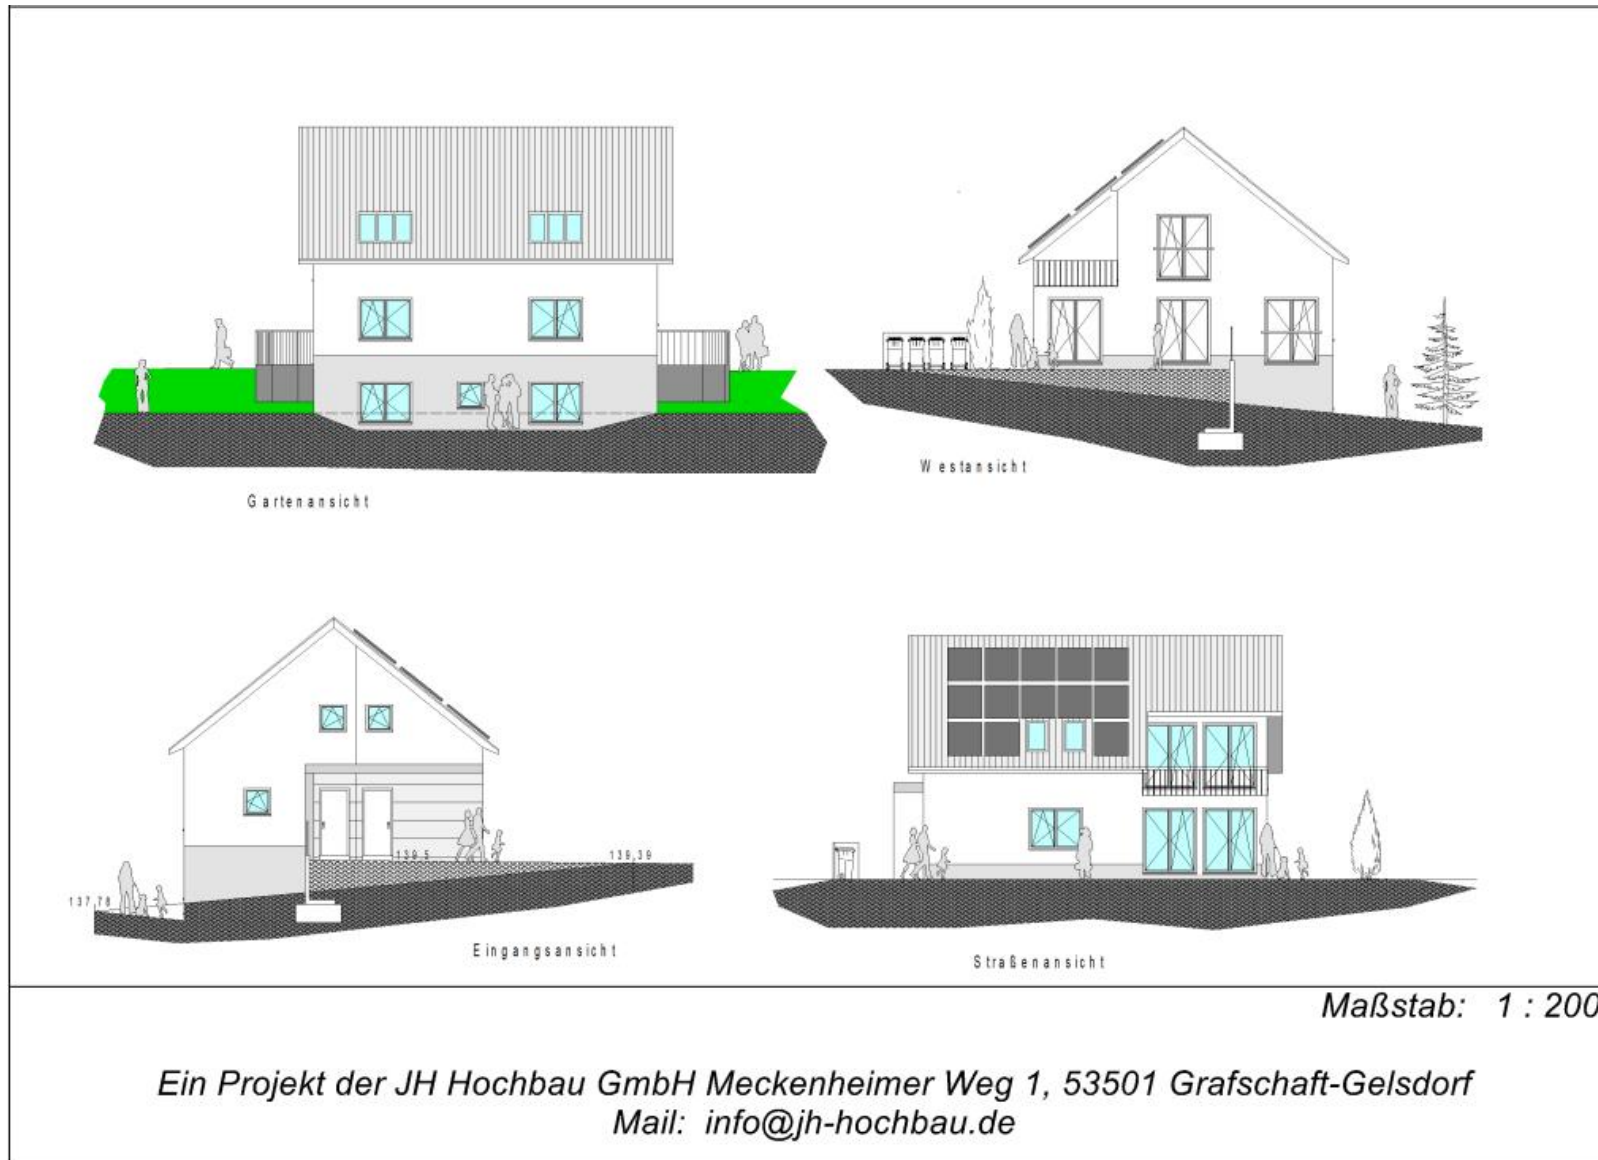 Gartenansicht
Westansicht
139,5
139,39
137,78
Eingangsansicht
Straßenansicht
Maßstab: 1 : 200
Ein Projekt der JH Hochbau GmbH Meckenheimer Weg 1, 53501 Grafschaft-Gelsdorf
Mail: info@jh-hochbau.de